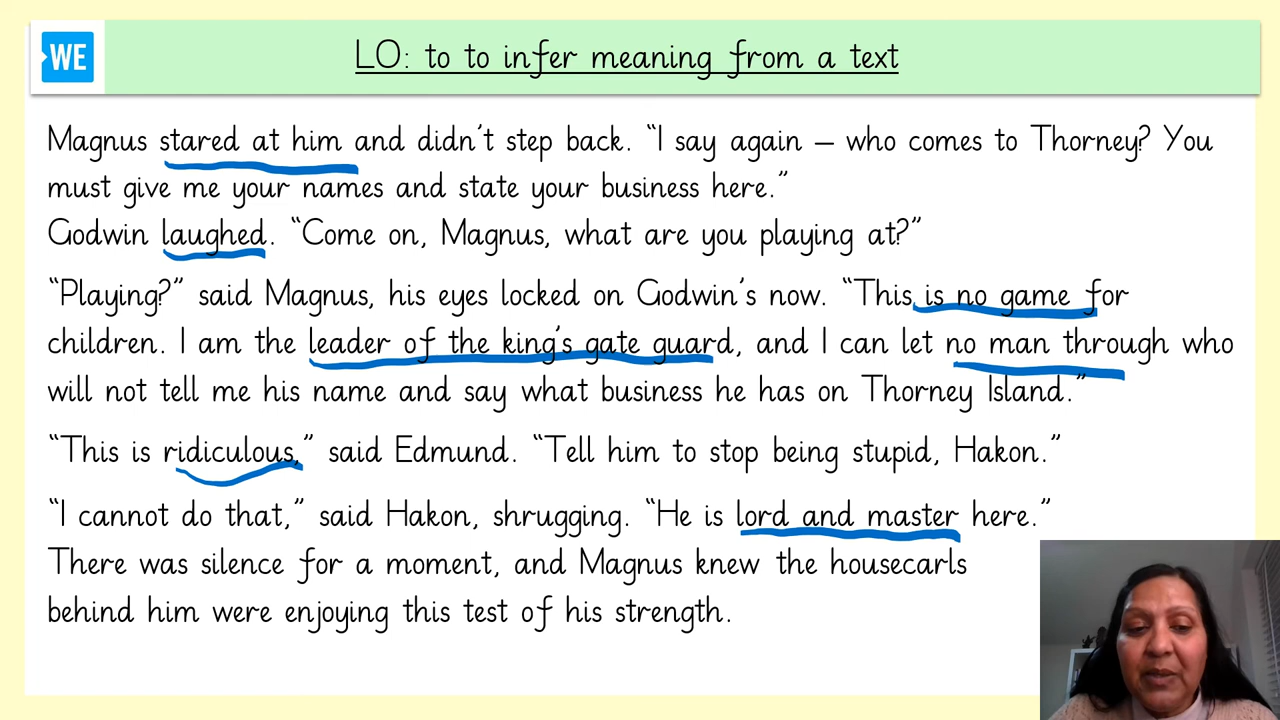 WE
LO: to to infer meaning from a text
Magnus stared at him and didn't step back. “I say again – who comes to Thorney? You
must give me your names and state your business here.”
Godwin laughed. “Come on, Magnus, what are you playing at?”
“Playing?” said Magnus, his eyes locked on Godwin's now. “This is no game for
children. I am the leader of the king's gate guard, and I can let no man through who
will not tell me his name and say what business he has on Thorney Island.”
“This is ridiculous,” said Edmund. “Tell him to stop being stupid, Hakon.”
“I cannot do that,” said Hakon, shrugging. “He is lord and master here.”
There was silence for a moment, and Magnus knew the housecarls
behind him were enjoying this test of his strength.